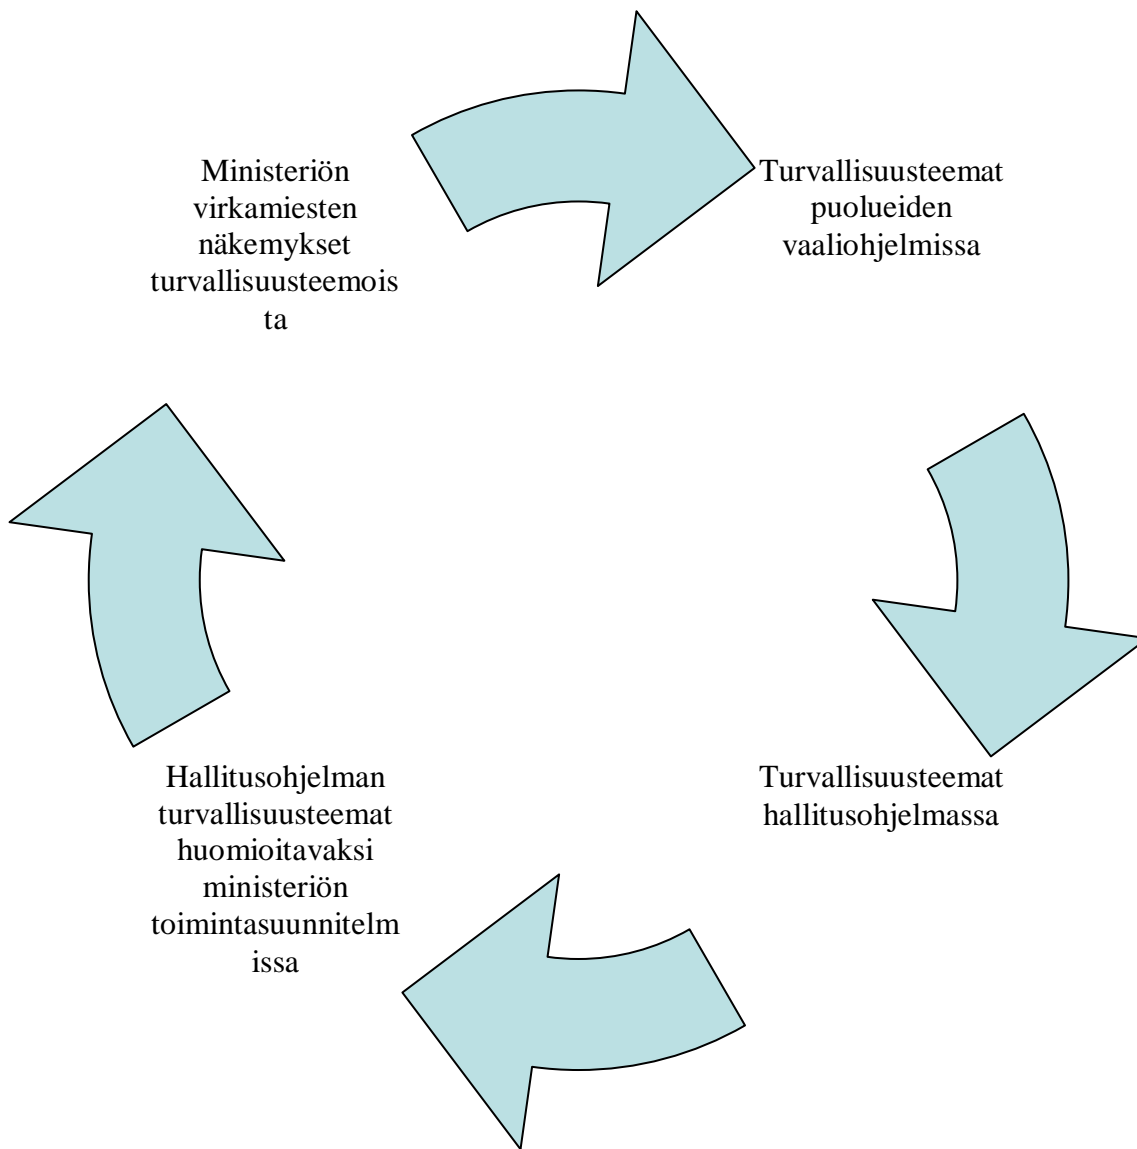 Ministeriön
virkamiesten
näkemykset
turvallisuusteemois
ta
Turvallisuusteemat
puolueiden
vaaliohjelmissa
Turvallisuusteemat
hallitusohjelmassa
Hallitusohjelman
turvallisuusteemat
huomioitavaksi
ministeriön
toimintasuunnitelm
issa